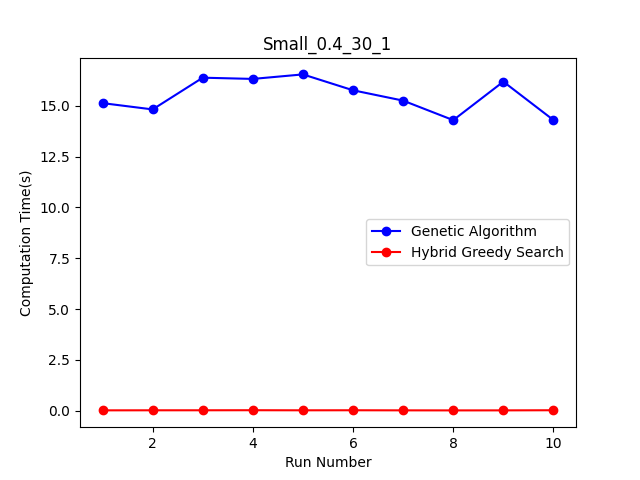 Small_0.4_30_1
Computation Time(s)
15.0
12.5
10.0
7.5
5.0
2.5
0.0
Genetic Algorithm
Hybrid Greedy Search
2 4 6 8 10
Run Number